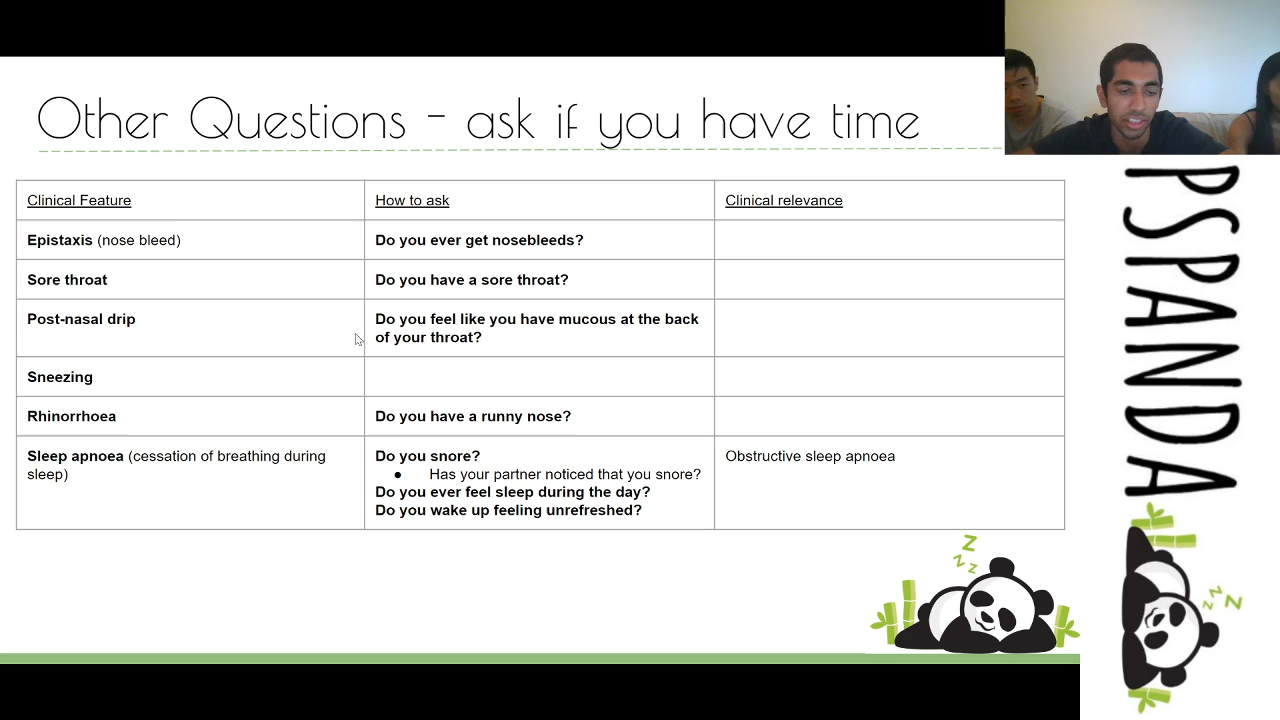 Other Questions - ask if you have time
Clinical Feature
How to ask
Clinical relevance
Epistaxis (nose bleed)
Do you ever get nosebleeds?
Sore throat
Do you have a sore throat?
Post-nasal drip
Do you feel like you have mucous at the back
of your throat?
Sneezing
Rhinorrhoea
Do you have a runny nose?
Sleep apnoea (cessation of breathing during
sleep)
Do you snore?
● Has your partner noticed that you snore?
Do you ever feel sleep during the day?
Do you wake up feeling unrefreshed?
Obstructive sleep apnoea
z z z
PSPANDA
z z z